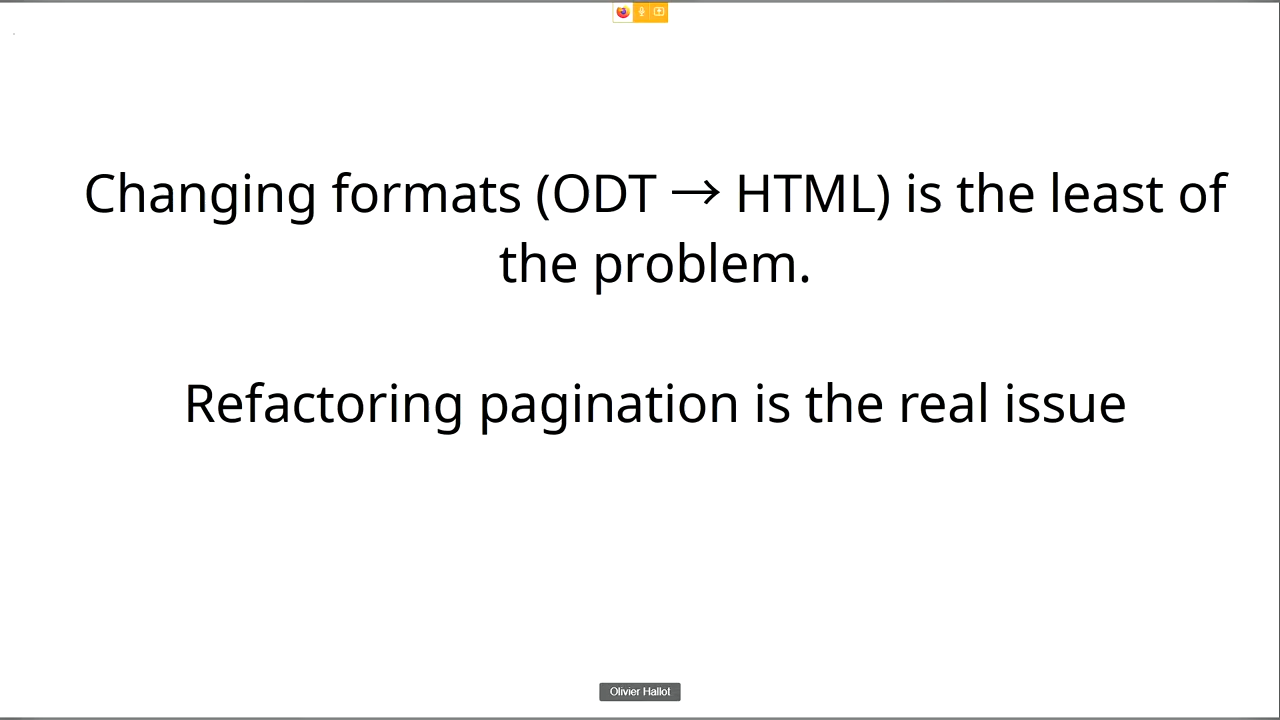 Changing formats (ODT → HTML) is the least of
the problem.
Refactoring pagination is the real issue
Olivier Hallot